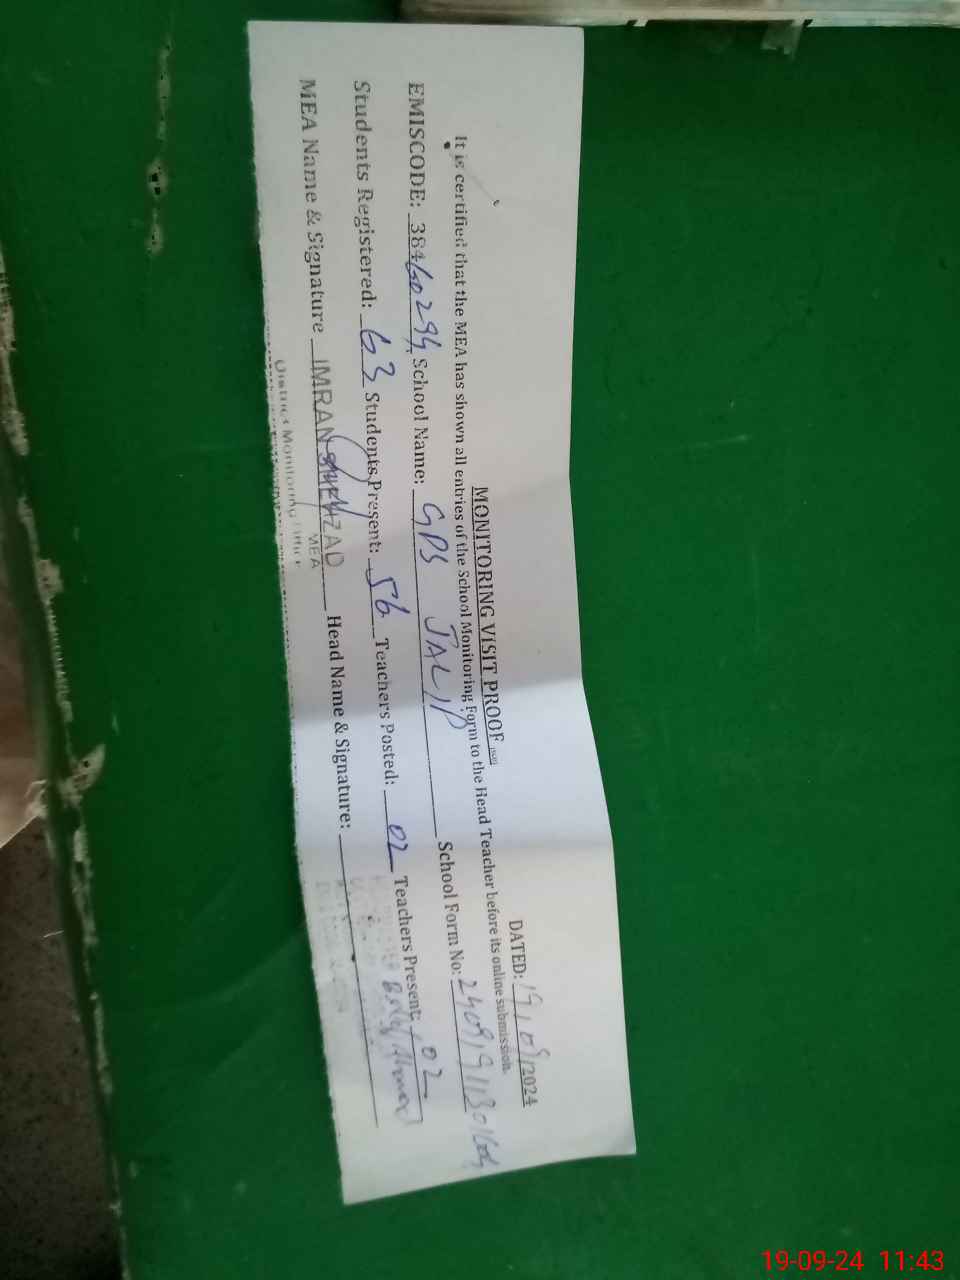 MONITORING VISIT PROOF
DATED: 19/09/2024
It is certified that the MEA has shown all entries of the School Monitoring Form to the Head Teacher before its online submission.
EMISCODE: 38460294 School Name: GPS JALIP School Form No:
Students Registered: 63 Students Present: 56 Teachers Posted: 02 Teachers Present: 02
MEA Name & Signature IMRAN SHEHZAD Head Name & Signature:
MEA
District Monitoring Office
19-09-24 11:43